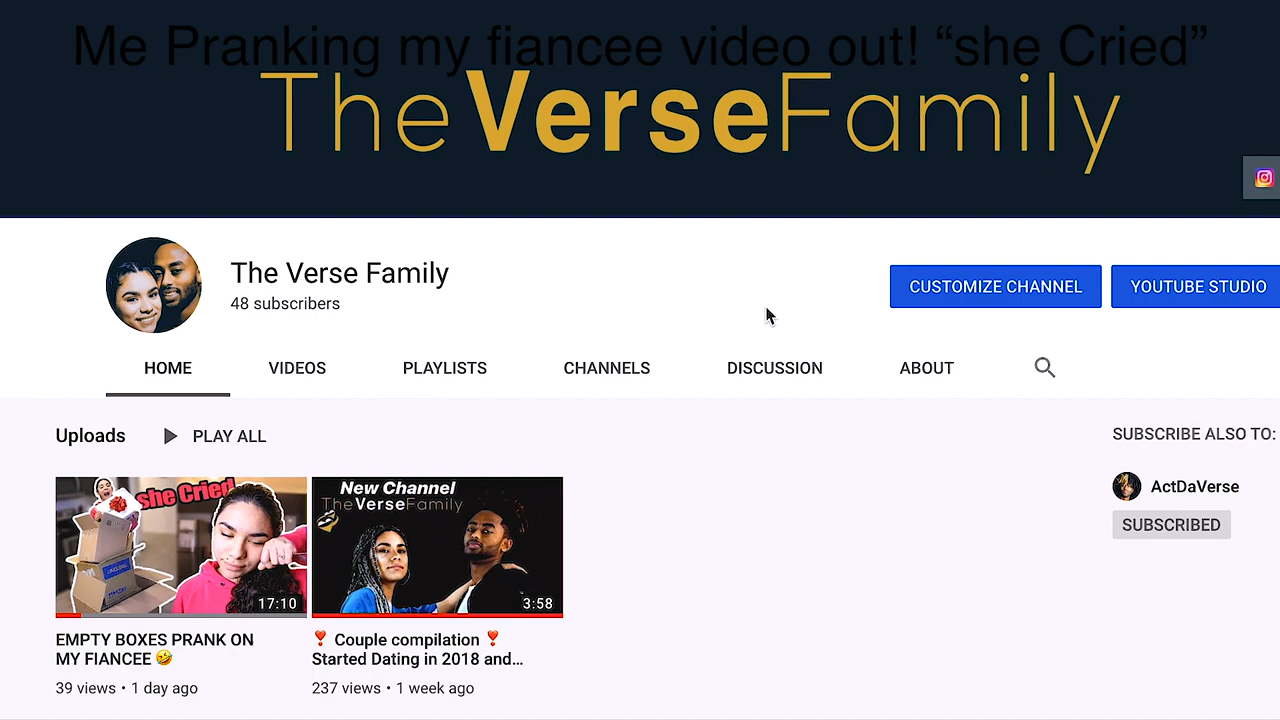 Me Pranking my fiancee video out! “she Cried”
TheVerseFamily
The Verse Family
48 subscribers
CUSTOMIZE CHANNEL
YOUTUBE STUDIO
HOME
VIDEOS
PLAYLISTS
CHANNELS
DISCUSSION
ABOUT
Uploads
PLAY ALL
SUBSCRIBE ALSO TO:
ActDaVerse
SUBSCRIBED
she Cried
17:10
New Channel
TheVerseFamily
3:58
EMPTY BOXES PRANK ON
MY FIANCEE 🤣
39 views • 1 day ago
❣️ Couple compilation ❣️
Started Dating in 2018 and...
237 views • 1 week ago